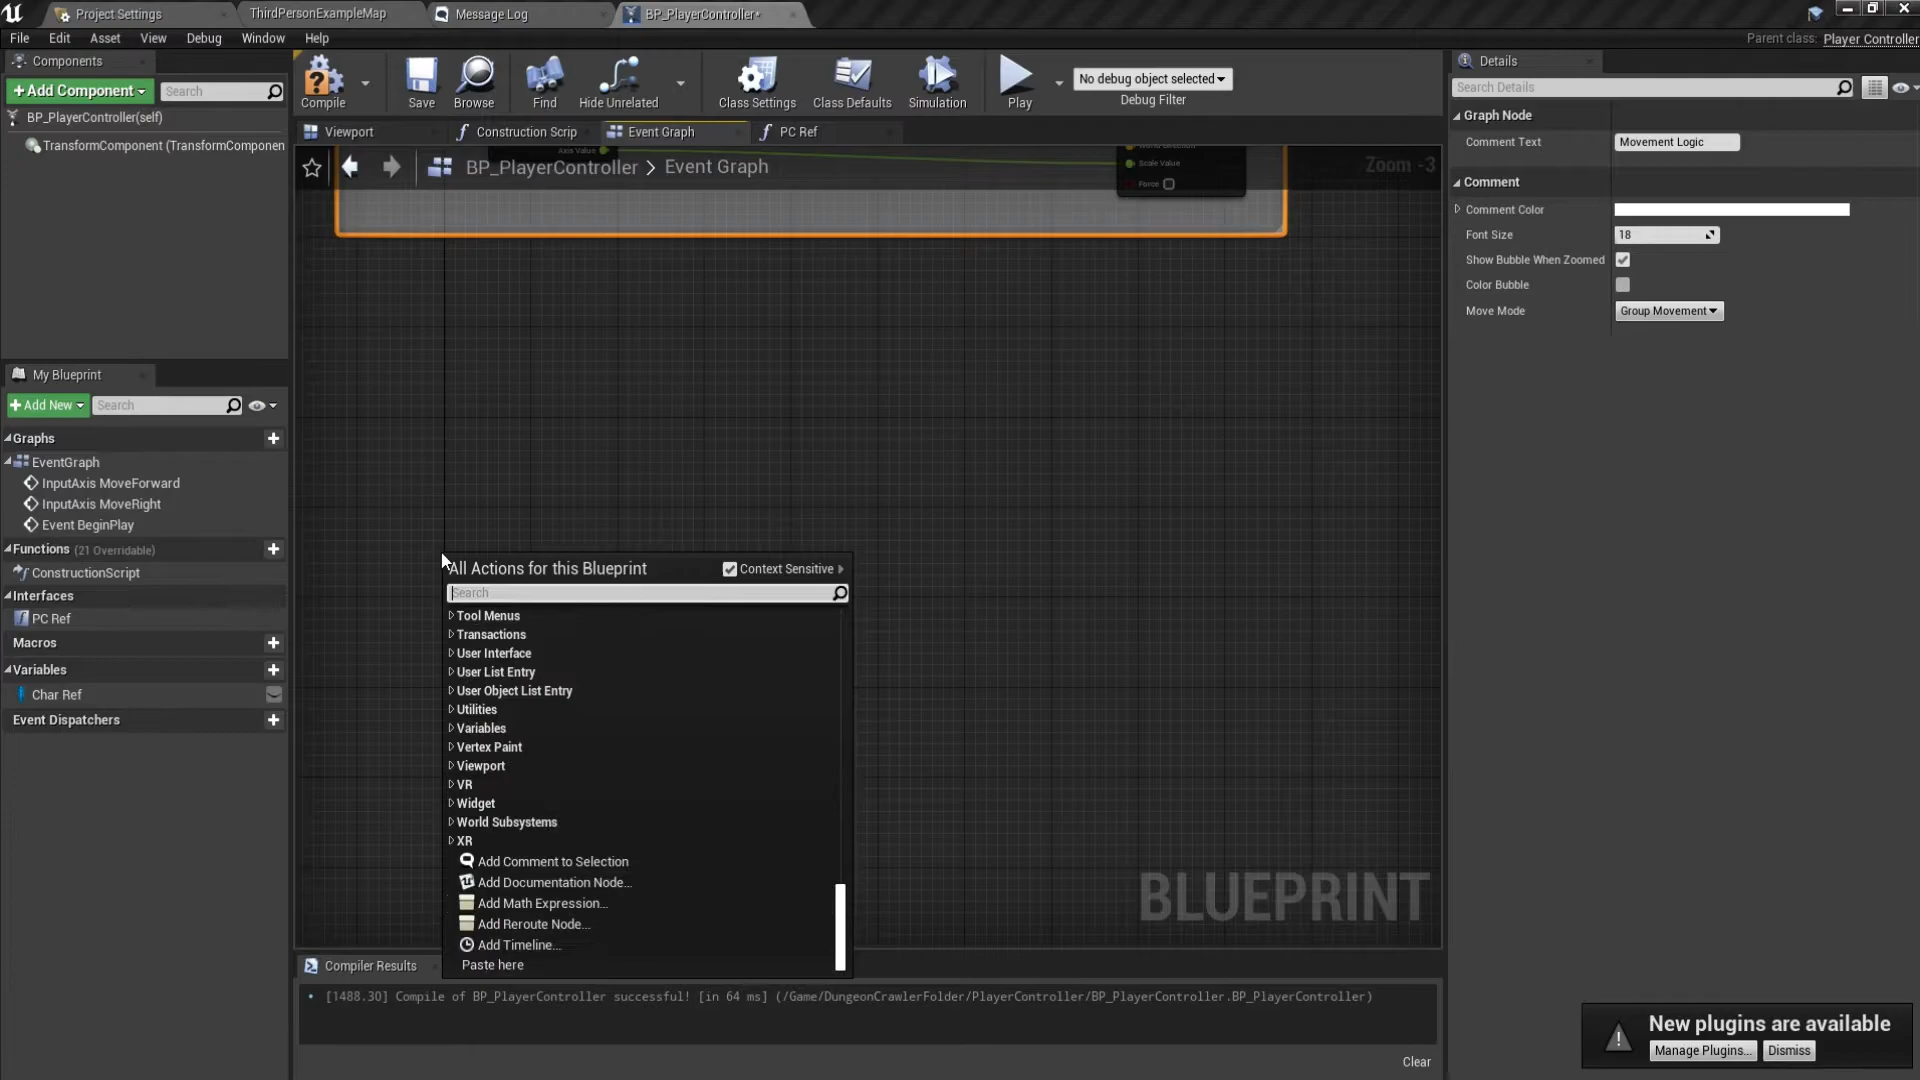 Project Settings
ThirdPersonExampleMap
Message Log
BP_PlayerController*
File Edit Asset View Debug Window Help
Parent class: Player Controller
Components
+Add Component
Search
BP_PlayerController(self)
TransformComponent (TransformComponen
Compile
Save
Browse
Find
Hide Unrelated
Class Settings
Class Defaults
Simulation
Play
No debug object selected
Debug Filter
Viewport
Construction Scrip
Event Graph
PC Ref
BP_PlayerController > Event Graph
Zoom -3
Axis Value
World Direction
Scale Value
Force
My Blueprint
+Add New
Search
Graphs
EventGraph
InputAxis MoveForward
InputAxis MoveRight
Event BeginPlay
Functions (21 Overridable)
ConstructionScript
Interfaces
PC Ref
Macros
Variables
Char Ref
Event Dispatchers
All Actions for this Blueprint
Context Sensitive
Search
Tool Menus
Transactions
User Interface
User List Entry
User Object List Entry
Utilities
Variables
Vertex Paint
Viewport
VR
Widget
World Subsystems
XR
Add Comment to Selection
Add Documentation Node...
Add Math Expression...
Add Reroute Node...
Add Timeline...
Paste here
BLUEPRINT
Compiler Results
[1488.30] Compile of BP_PlayerController successful! [in 64 ms] (/Game/DungeonCrawlerFolder/PlayerController/BP_PlayerController.BP_PlayerController)
Clear
Details
Search Details
Graph Node
Comment Text
Movement Logic
Comment
Comment Color
Font Size
18
Show Bubble When Zoomed
Color Bubble
Move Mode
Group Movement
New plugins are available
Manage Plugins...
Dismiss